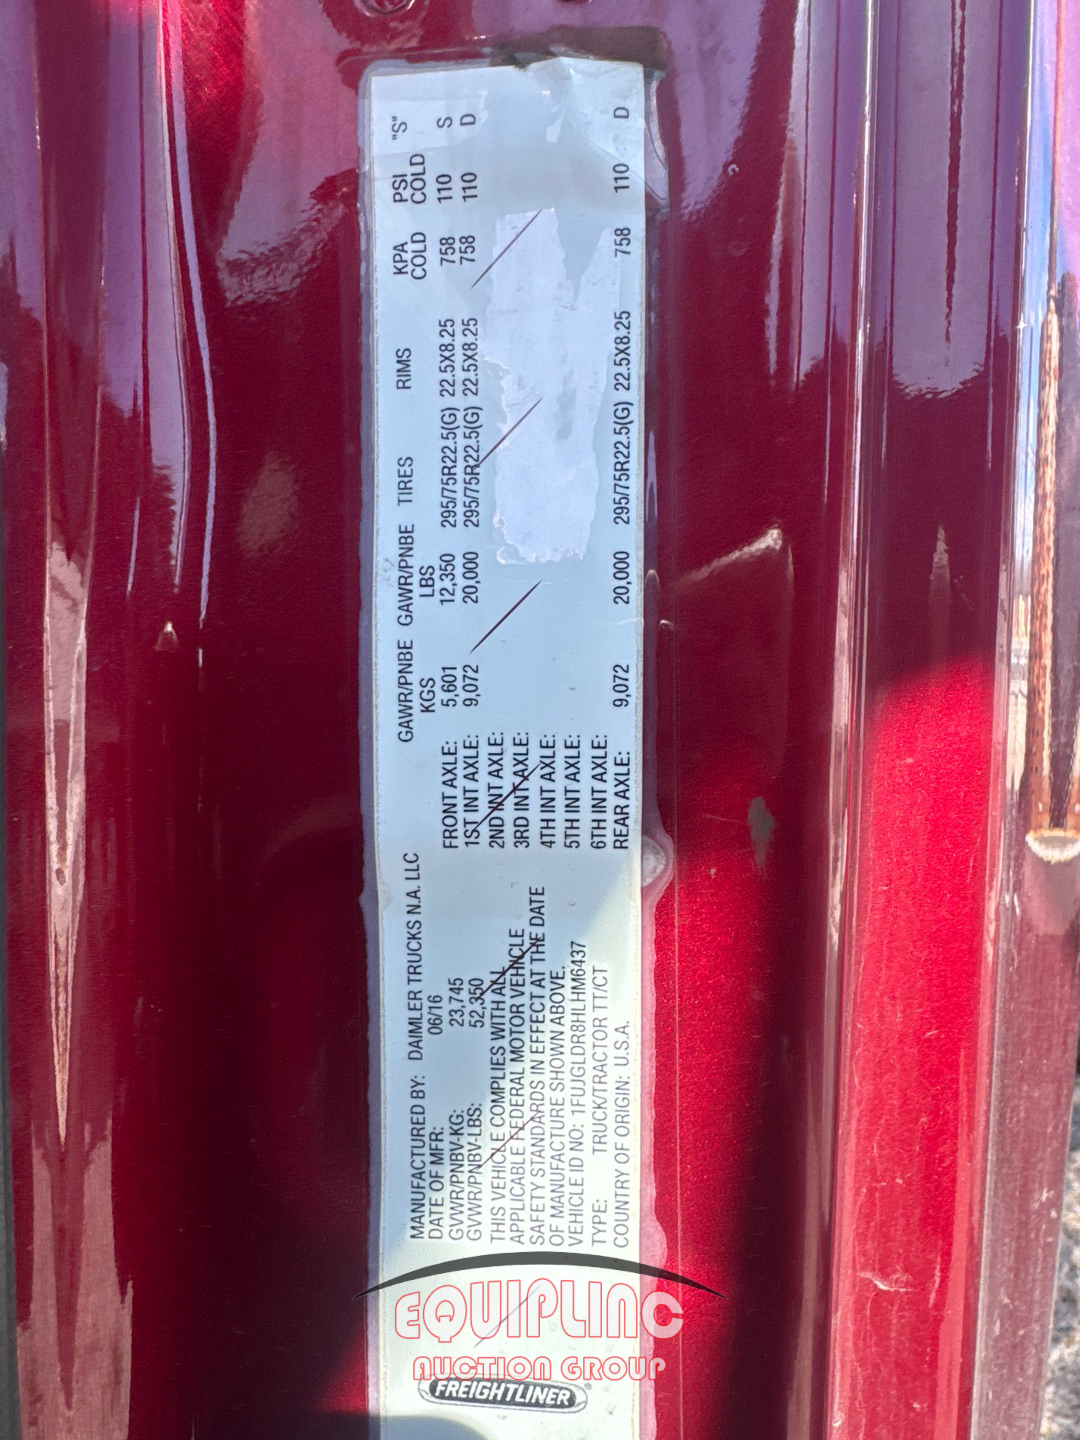 MANUFACTURED BY: DAIMLER TRUCKS N.A. LLC
DATE OF MFR: 06/16
GVWR/PNBV-KG: 23,745
GVWR/PNBV-LBS: 52,350
THIS VEHICLE COMPLIES WITH ALL
APPLICABLE FEDERAL MOTOR VEHICLE
SAFETY STANDARDS IN EFFECT AT THE DATE
OF MANUFACTURE SHOWN ABOVE.
VEHICLE ID NO: 1FUJGLDR8HLHM6437
TYPE: TRUCK/TRACTOR TT/CT
COUNTRY OF ORIGIN: U.S.A.
GAWR/PNBE GAWR/PNBE TIRES RIMS KPA PSI "S"
KGS LBS COLD COLD
FRONT AXLE: 5,601 12,350 295/75R22.5(G) 22.5X8.25 758 110 S
1ST INT AXLE: 9,072 20,000 295/75R22.5(G) 22.5X8.25 758 110 D
2ND INT AXLE:
3RD INT AXLE:
4TH INT AXLE:
5TH INT AXLE:
6TH INT AXLE:
REAR AXLE: 9,072 20,000 295/75R22.5(G) 22.5X8.25 758 110 D
EQUIPLINC
AUCTION GROUP
FREIGHTLINER